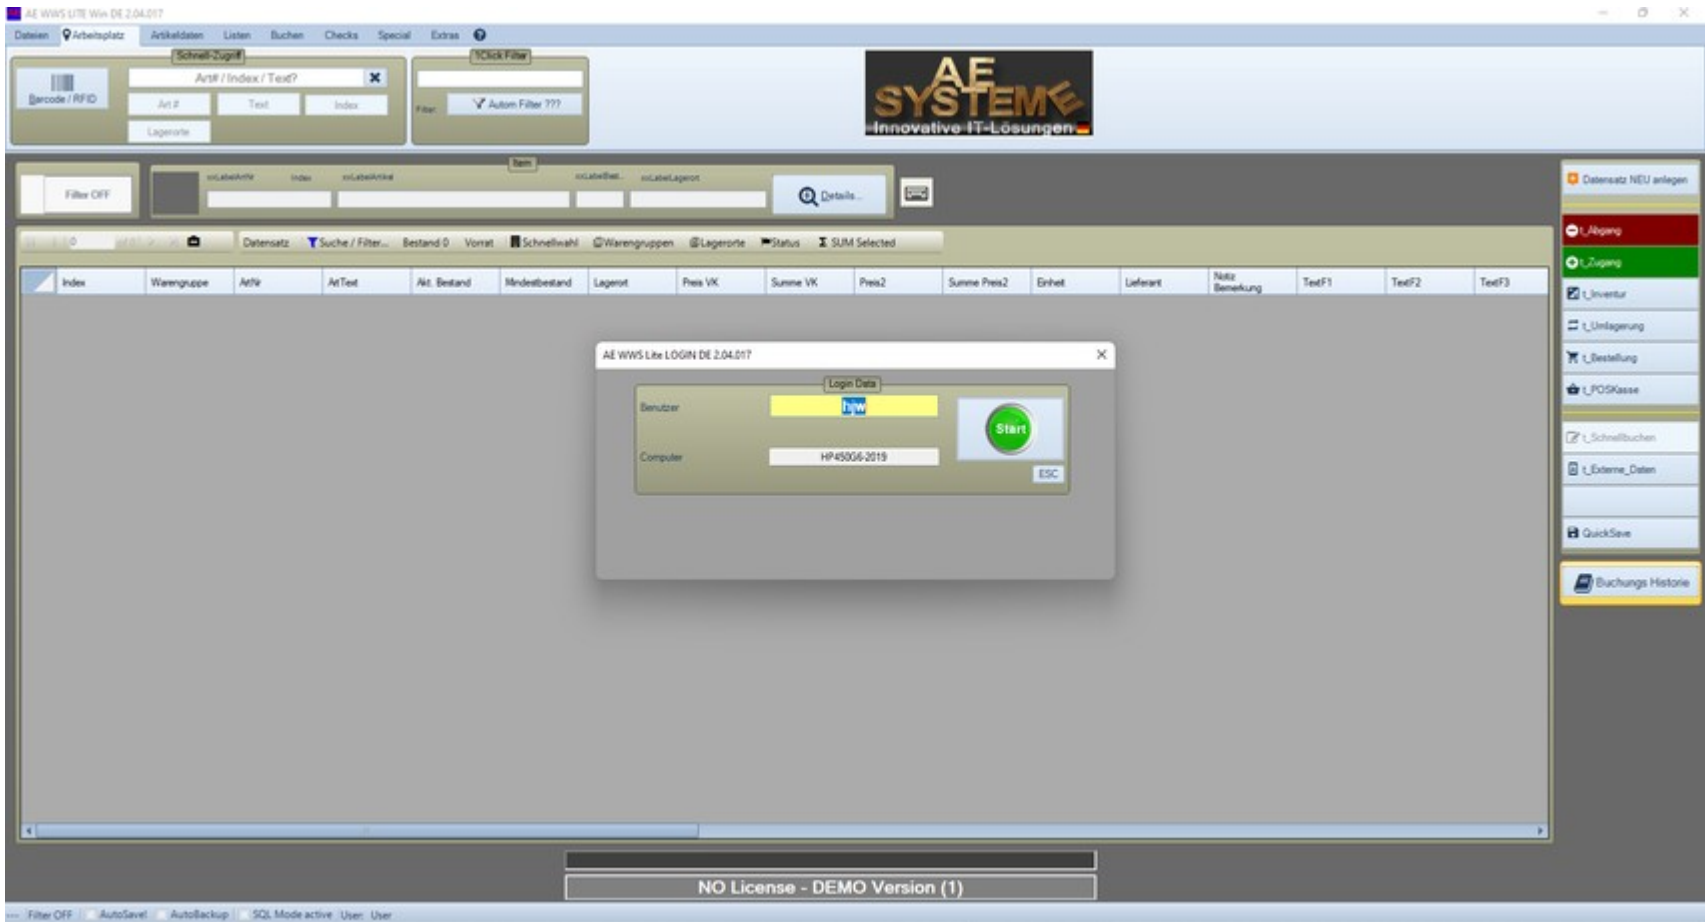 AE WWS LITE Win DE 2.04.017
Dateien Arbeitsplatz Artikeldaten Listen Buchen Checks Special Extras
Schnell-Zugriff 1Click Filter
Barcode / RFID
Art# / Index / Text?
Art # Text Index
Lagerorte
Filter: Autom Filter ???
AE
SYSTEME
Innovative IT-Lösungen
Filter OFF
Item
xxLabelArtNr Index xxLabelArtikel xxLabelBest.. xxLabelLagerort
Details...
0 Datensatz Suche / Filter... Bestand 0 Vorrat Schnellwahl Warengruppen Lagerorte Status Σ SUM Selected
Index Warengruppe ArtNr ArtText Akt. Bestand Mindestbestand Lagerort Preis VK Summe VK Preis2 Summe Preis2 Einheit Lieferant Notiz Bemerkung TextF1 TextF2 TextF3
AE WWS Lite LOGIN DE 2.04.017
Login Data
Benutzer hjw
Start
Computer HP450G6-2019
ESC
Datensatz NEU anlegen
t_Abgang
t_Zugang
t_Inventur
t_Umlagerung
t_Bestellung
t_POSKasse
t_Schnellbuchen
t_Externe_Daten
QuickSave
Buchungs Historie
NO License - DEMO Version (1)
--- Filter OFF AutoSave! AutoBackup SQL Mode active User: User